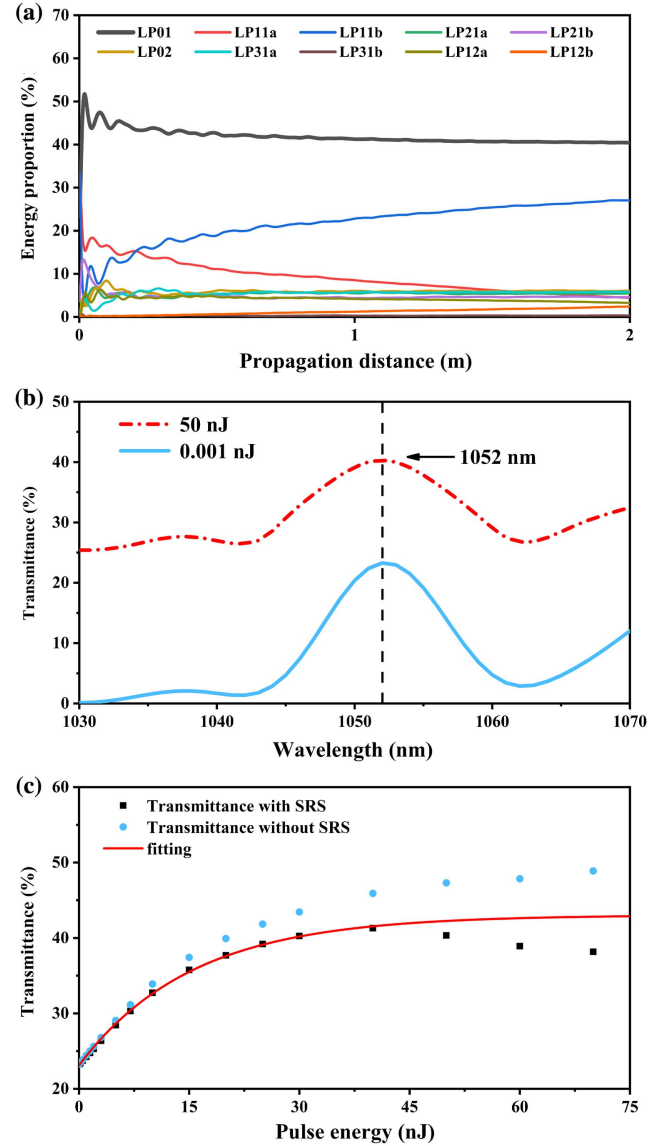 (a)
70
60
50
40
30
20
10
0
Energy proportion (%)
LP01 LP11a LP11b LP21a LP21b
LP02 LP31a LP31b LP12a LP12b
0 1 2
Propagation distance (m)
(b)
50
40
30
20
10
0
Transmittance (%)
50 nJ
0.001 nJ
1052 nm
1030 1040 1050 1060 1070
Wavelength (nm)
(c)
60
50
40
30
20
Transmittance (%)
Transmittance with SRS
Transmittance without SRS
fitting
0 15 30 45 60 75
Pulse energy (nJ)